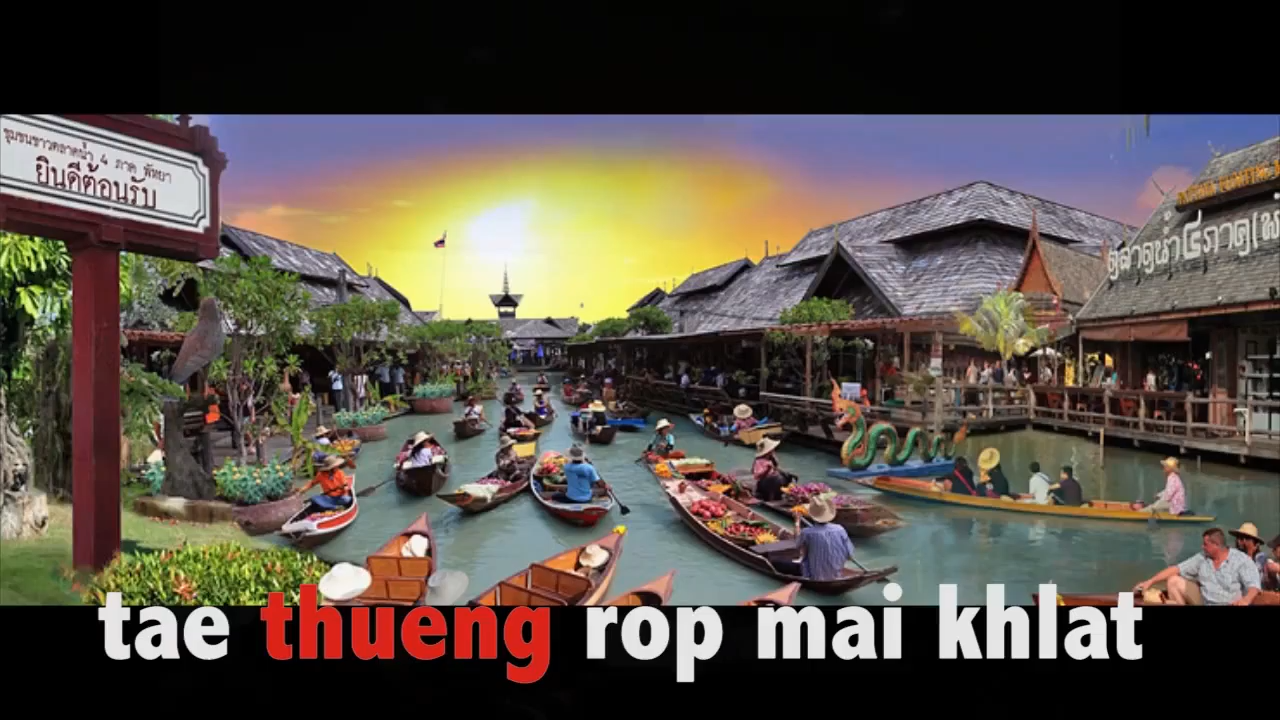 ชุมชนชาวตลาดน้ำ 4 ภาค พัทยา
ยินดีต้อนรับ
ตลาดน้ำ๔ภาค
tae thueng rop mai khlat